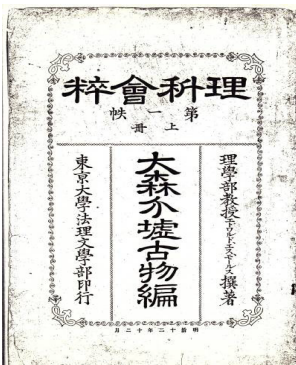 理科會粹
第一帙
上冊
理學部教授エドワルド、エス、モールス撰著
大森介墟古物編
東京大學法理文學部印行
明治十二年十二月